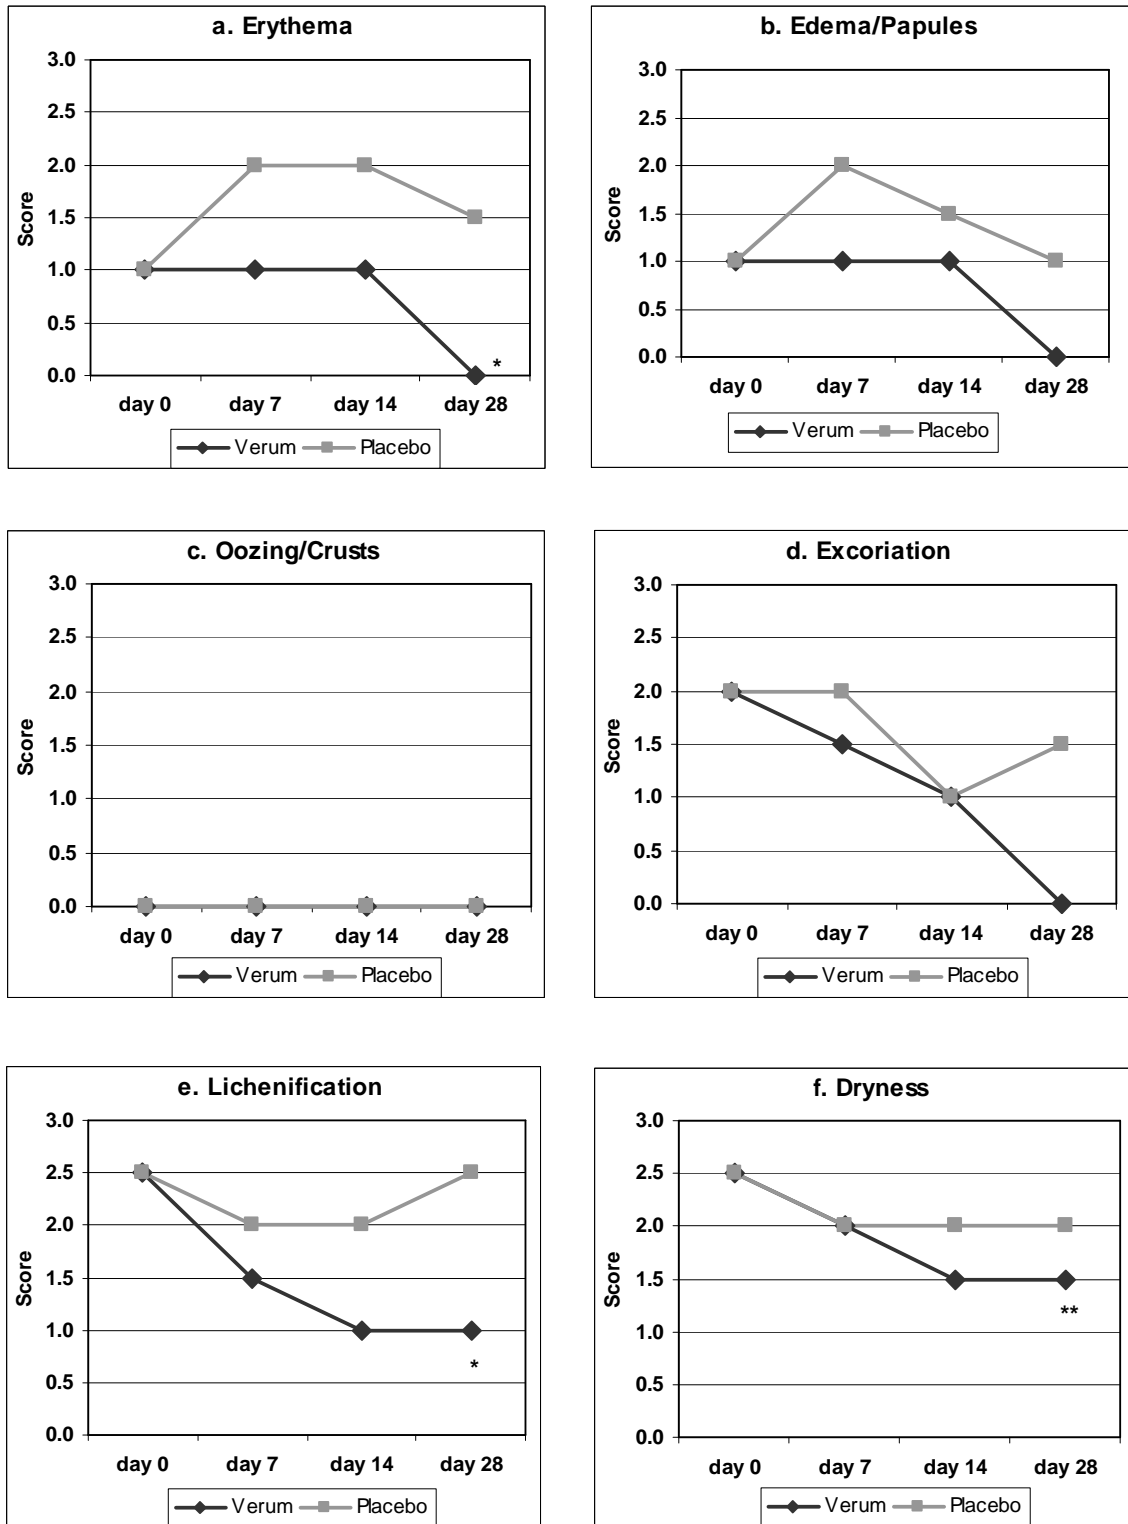 a. Erythema
3.0
2.5
2.0
1.5
1.0
0.5
0.0
Score
day 0 day 7 day 14 day 28
*
Verum Placebo
b. Edema/Papules
3.0
2.5
2.0
1.5
1.0
0.5
0.0
Score
day 0 day 7 day 14 day 28
Verum Placebo
c. Oozing/Crusts
3.0
2.5
2.0
1.5
1.0
0.5
0.0
Score
day 0 day 7 day 14 day 28
Verum Placebo
d. Excoriation
3.0
2.5
2.0
1.5
1.0
0.5
0.0
Score
day 0 day 7 day 14 day 28
Verum Placebo
e. Lichenification
3.0
2.5
2.0
1.5
1.0
0.5
0.0
Score
*
day 0 day 7 day 14 day 28
Verum Placebo
f. Dryness
3.0
2.5
2.0
1.5
1.0
0.5
0.0
Score
**
day 0 day 7 day 14 day 28
Verum Placebo